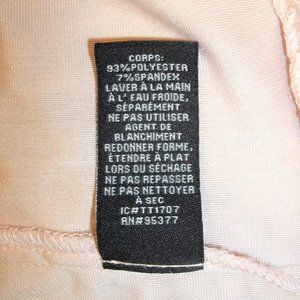 CORPS:
93%POLYESTER
7%SPANDEX
LAVER À LA MAIN
À L'EAU FROIDE,
SÉPARÉMENT
NE PAS UTILISER
AGENT DE
BLANCHIMENT
REDONNER FORME,
ÉTENDRE À PLAT
LORS DU SÉCHAGE
NE PAS REPASSER
NE PAS NETTOYER
À SEC
IC#TT1707
RN#95377